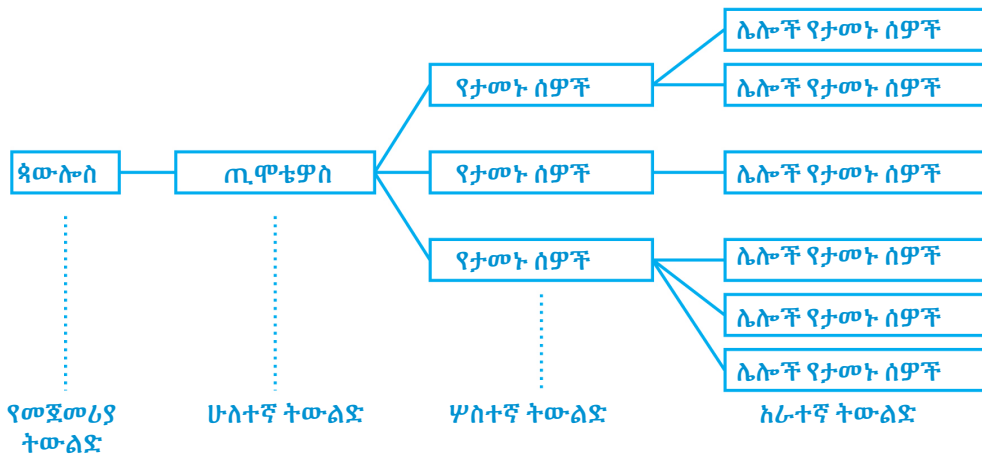 ሌሎች የታመኑ ሰዎች
የታመኑ ሰዎች
ሌሎች የታመኑ ሰዎች
ጳውሎስ
ጢሞቴዎስ
የታመኑ ሰዎች
ሌሎች የታመኑ ሰዎች
የታመኑ ሰዎች
ሌሎች የታመኑ ሰዎች
ሌሎች የታመኑ ሰዎች
ሌሎች የታመኑ ሰዎች
የመጀመሪያ
ትውልድ
ሁለተኛ ትውልድ
ሦስተኛ ትውልድ
አራተኛ ትውልድ